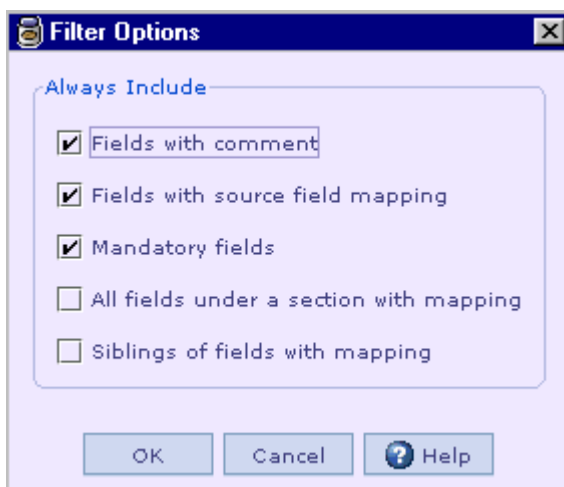 Filter Options
Always Include
Fields with comment
Fields with source field mapping
Mandatory fields
All fields under a section with mapping
Siblings of fields with mapping
OK Cancel Help